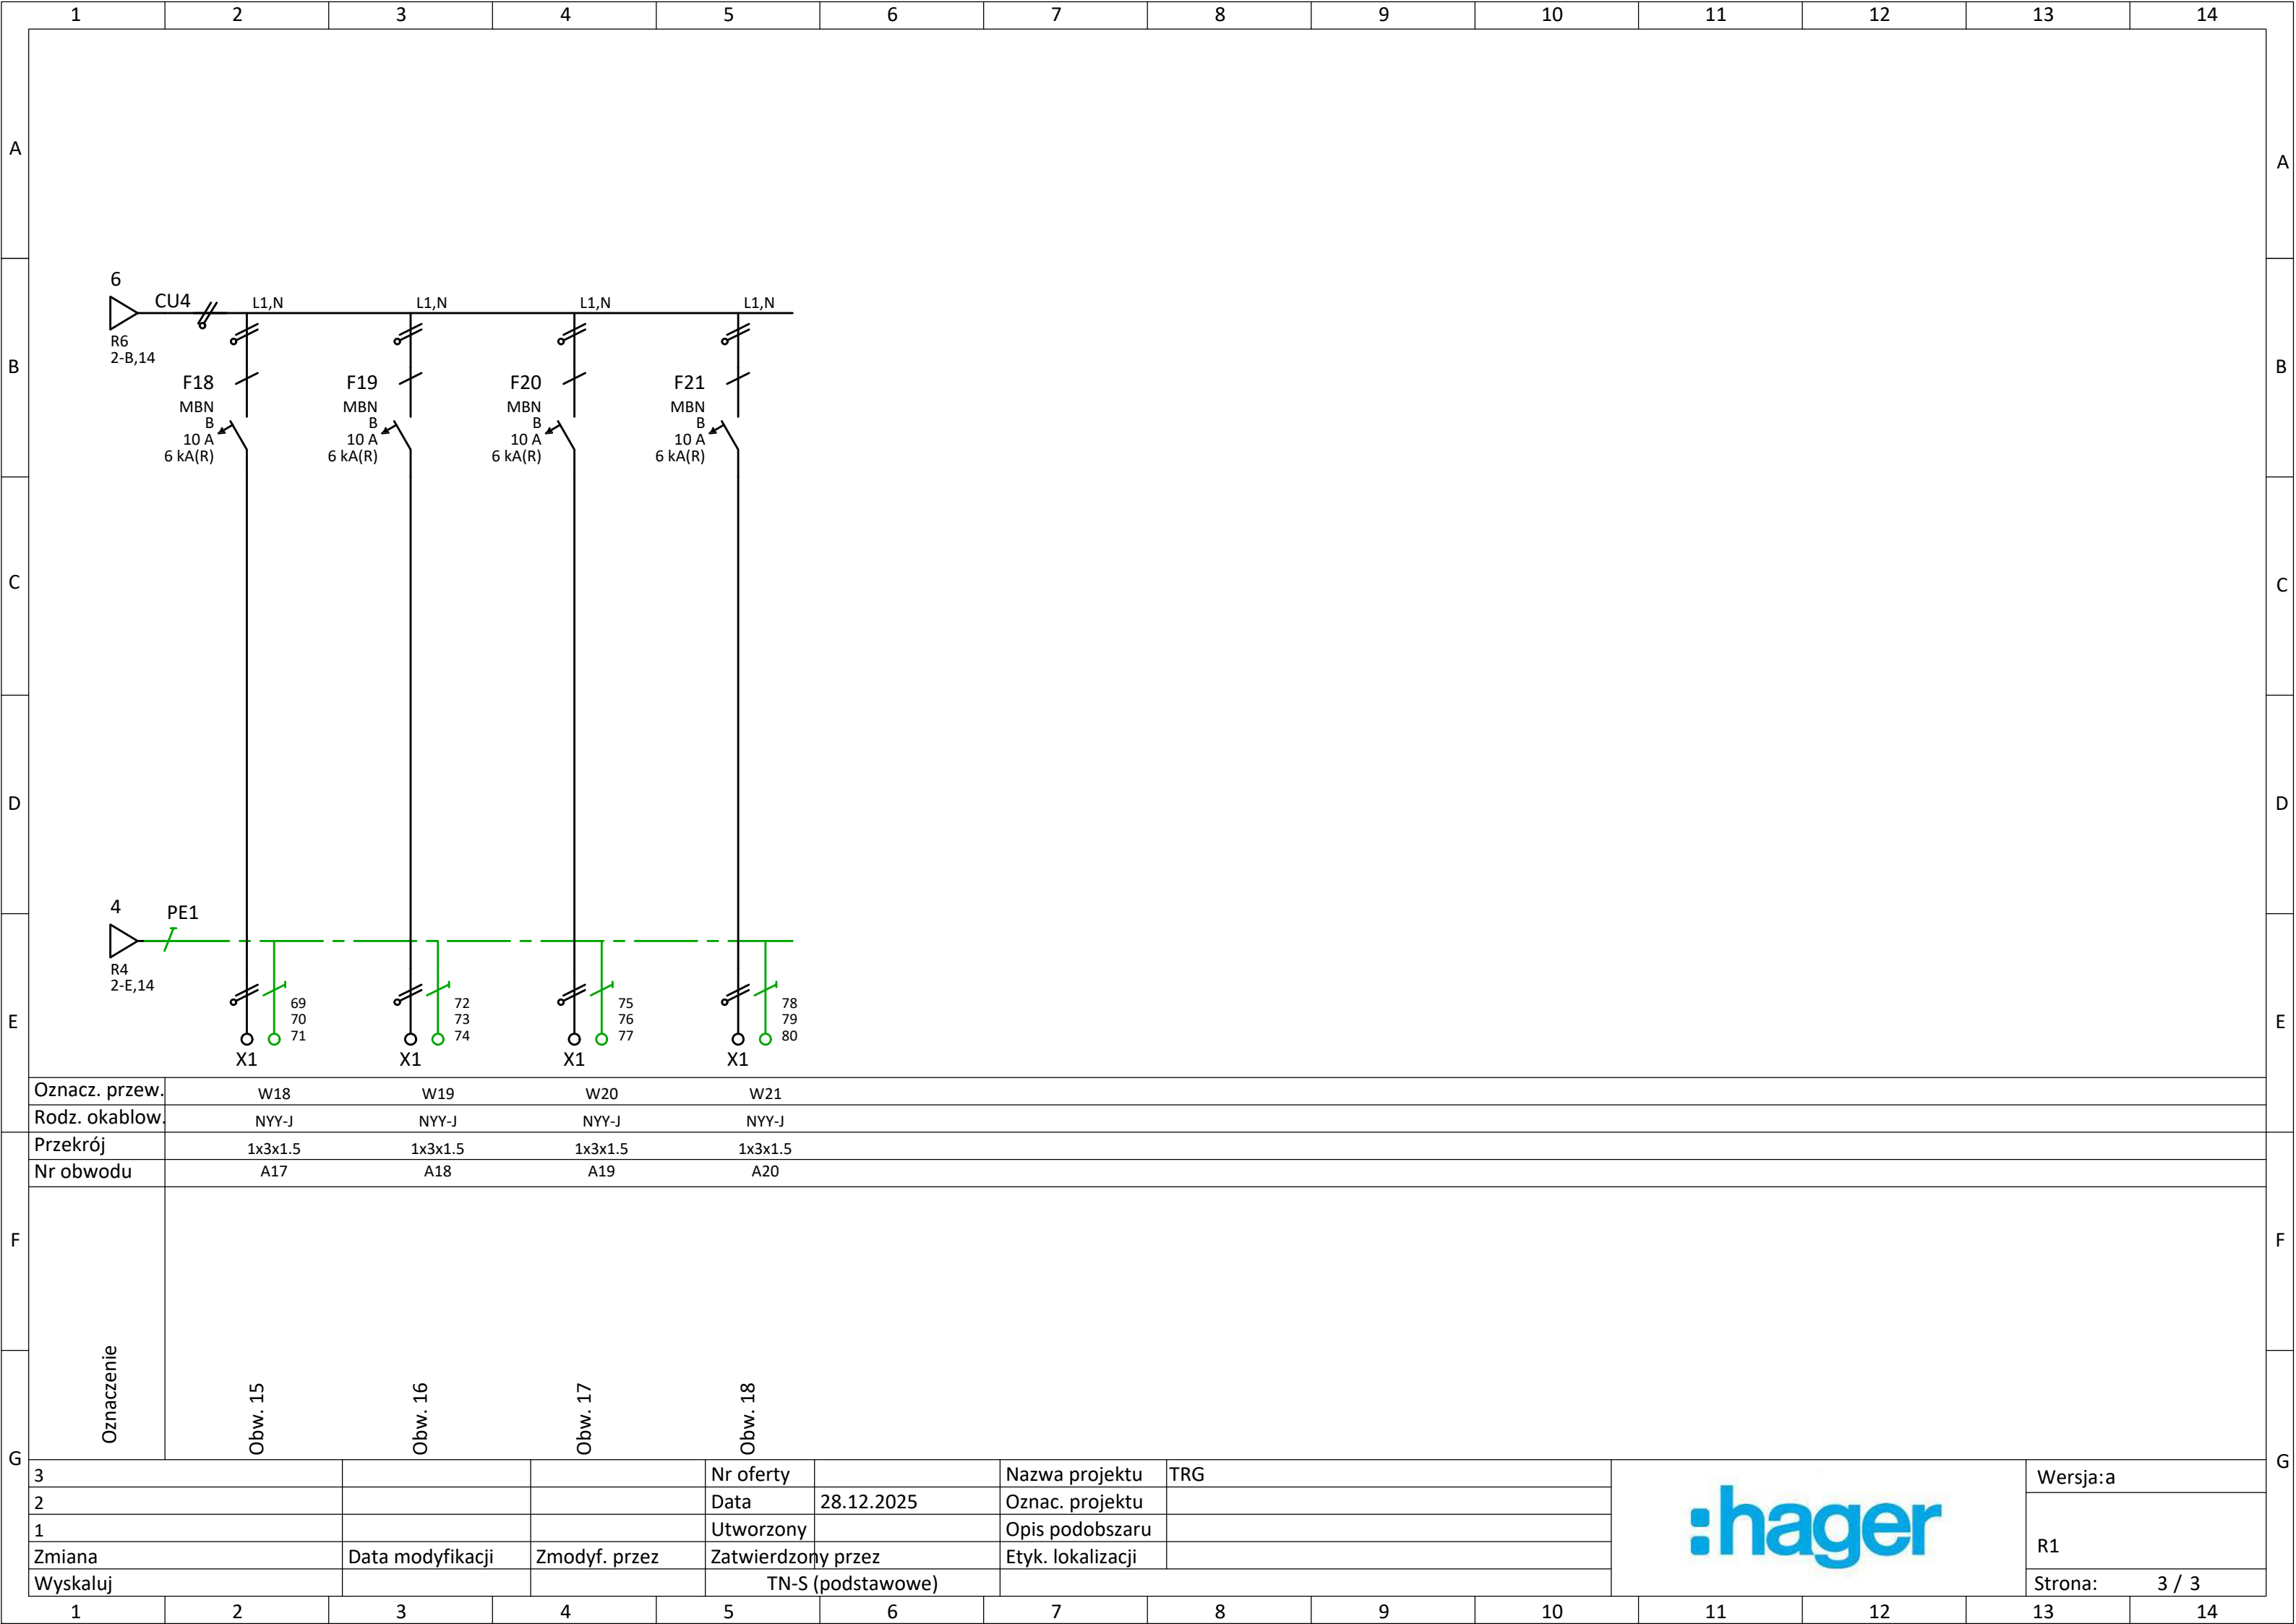 1 2 3 4 5 6 7 8 9 10 11 12 13 14
A A
6
CU4 L1,N L1,N L1,N L1,N
R6
2-B,14
B B
F18 F19 F20 F21
MBN MBN MBN MBN
B B B B
10 A 10 A 10 A 10 A
6 kA(R) 6 kA(R) 6 kA(R) 6 kA(R)
C C
D D
4
PE1
R4
2-E,14
69 72 75 78
70 73 76 79
71 74 77 80
E E
X1 X1 X1 X1
Oznacz. przew. W18 W19 W20 W21
Rodz. okablow. NYY-J NYY-J NYY-J NYY-J
Przekrój 1x3x1.5 1x3x1.5 1x3x1.5 1x3x1.5
Nr obwodu A17 A18 A19 A20
F F
Oznaczenie Obw. 15 Obw. 16 Obw. 17 Obw. 18
G G
3 Nr oferty Nazwa projektu TRG
2 Data 28.12.2025 Oznac. projektu
1 Utworzony Opis podobszaru
Zmiana Data modyfikacji Zmodyf. przez Zatwierdzony przez Etyk. lokalizacji
Wyskaluj TN-S (podstawowe)
:hager
Wersja:a
R1
Strona: 3 / 3
1 2 3 4 5 6 7 8 9 10 11 12 13 14